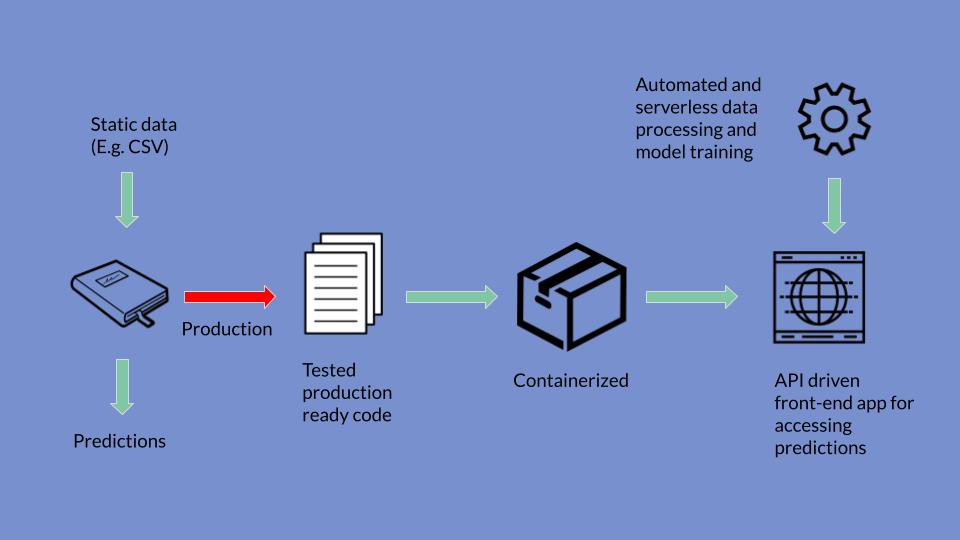 Static data
(E.g. CSV)
Production
Predictions
Tested
production
ready code
Containerized
Automated and
serverless data
processing and
model training
API driven
front-end app for
accessing
predictions